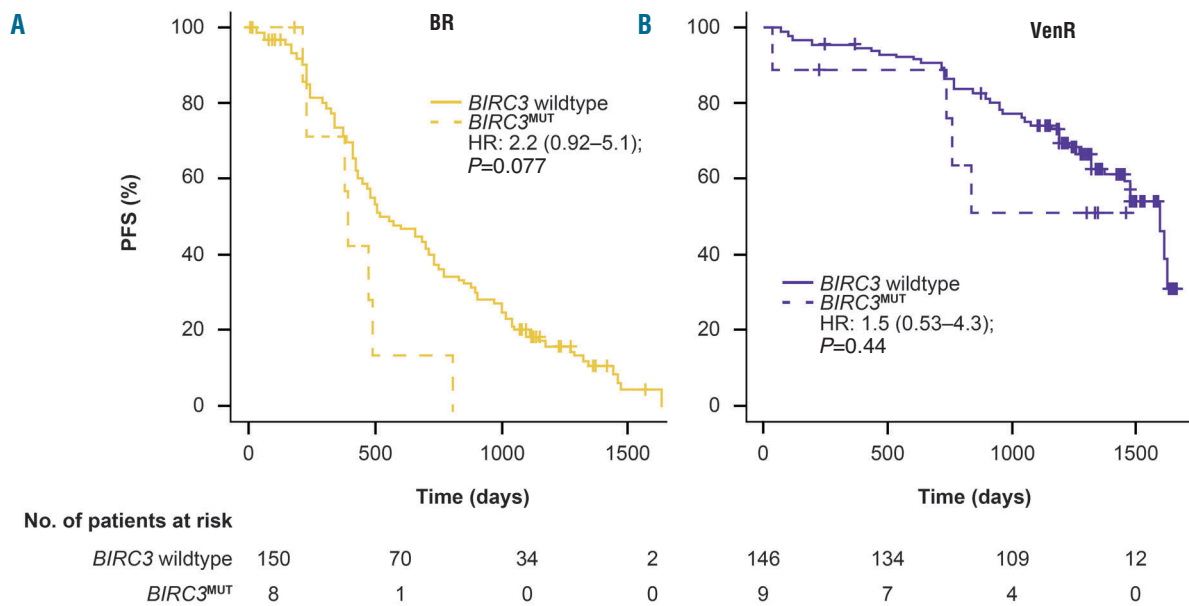 A
BR
100
80
60
40
20
0
PFS (%)
BIRC3 wildtype
BIRC3MUT
HR: 2.2 (0.92–5.1);
P=0.077
0 500 1000 1500
Time (days)
B
VenR
100
80
60
40
20
0
BIRC3 wildtype
BIRC3MUT
HR: 1.5 (0.53–4.3);
P=0.44
0 500 1000 1500
Time (days)
No. of patients at risk
BIRC3 wildtype 150 70 34 2 146 134 109 12
BIRC3MUT 8 1 0 0 9 7 4 0